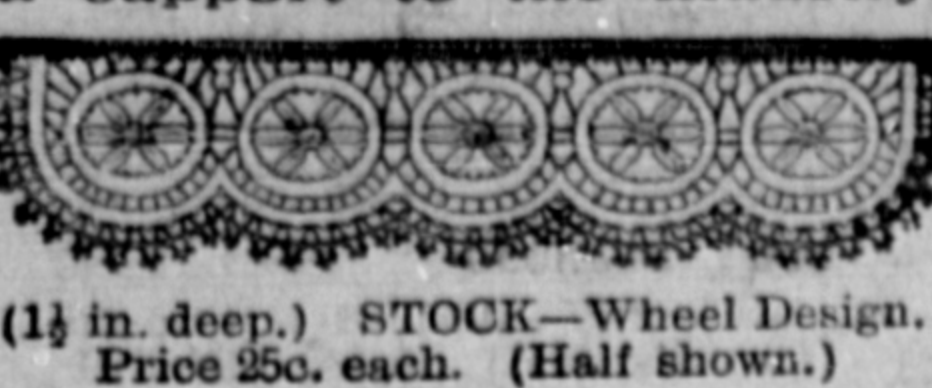 (1½ in. deep.) STOCK—Wheel Design.
Price 25c. each. (Half shown.)